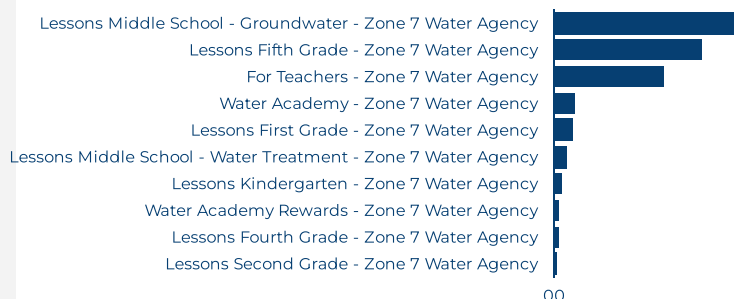 Lessons Middle School - Groundwater - Zone 7 Water Agency
Lessons Fifth Grade - Zone 7 Water Agency
For Teachers - Zone 7 Water Agency
Water Academy - Zone 7 Water Agency
Lessons First Grade - Zone 7 Water Agency
Lessons Middle School - Water Treatment - Zone 7 Water Agency
Lessons Kindergarten - Zone 7 Water Agency
Water Academy Rewards - Zone 7 Water Agency
Lessons Fourth Grade - Zone 7 Water Agency
Lessons Second Grade - Zone 7 Water Agency